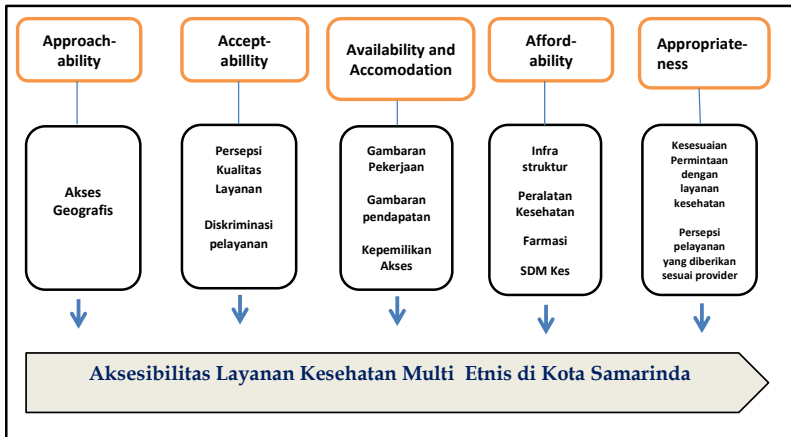 Approach-
ability
Accept-
abillity
Availability and
Accomodation
Afford-
ability
Appropriate-
ness
Akses
Geografis
Persepsi
Kualitas
Layanan
Diskriminasi
pelayanan
Gambaran
Pekerjaan
Gambaran
pendapatan
Kepemilikan
Akses
Infra
struktur
Peralatan
Kesehatan
Farmasi
SDM Kes
Kesesuaian
Permintaan
dengan
layanan
kesehatan
Persepsi
pelayanan
yang diberikan
sesuai provider
Aksesibilitas Layanan Kesehatan Multi Etnis di Kota Samarinda